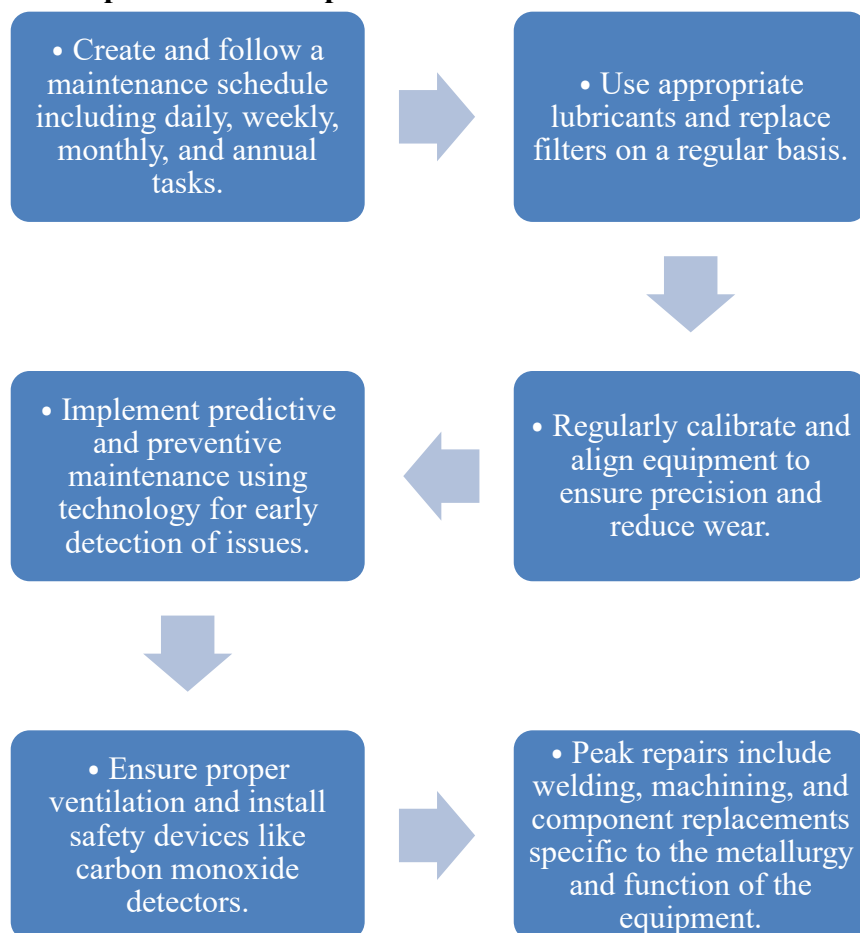 • Create and follow a
maintenance schedule
including daily, weekly,
monthly, and annual
tasks.
• Use appropriate
lubricants and replace
filters on a regular basis.
• Regularly calibrate and
align equipment to
ensure precision and
reduce wear.
• Implement predictive
and preventive
maintenance using
technology for early
detection of issues.
• Ensure proper
ventilation and install
safety devices like
carbon monoxide
detectors.
• Peak repairs include
welding, machining, and
component replacements
specific to the metallurgy
and function of the
equipment.